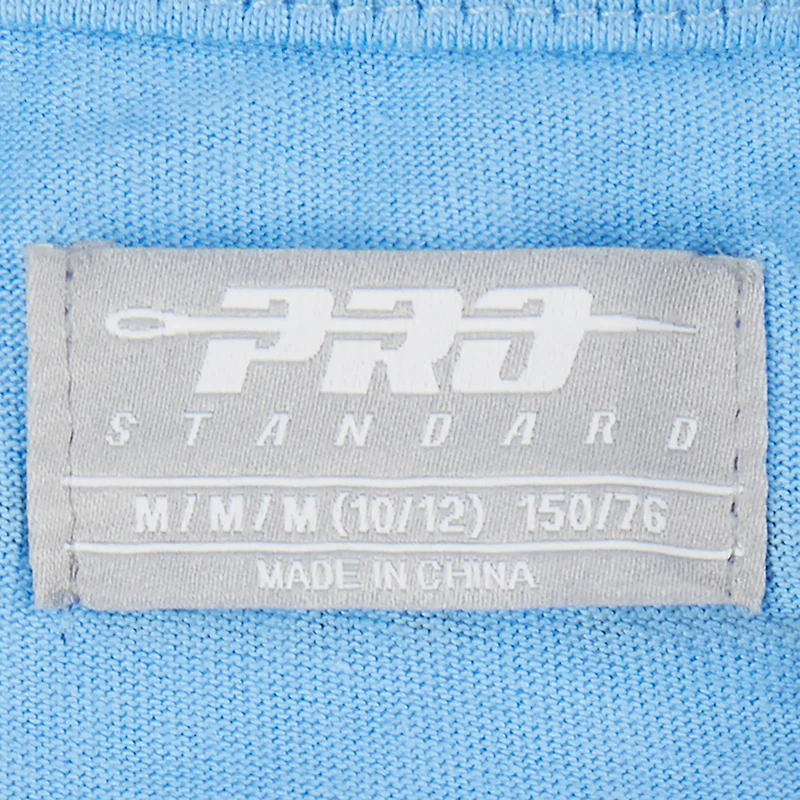 PRO
STANDARD
M/M/M (10/12) 150/76
MADE IN CHINA